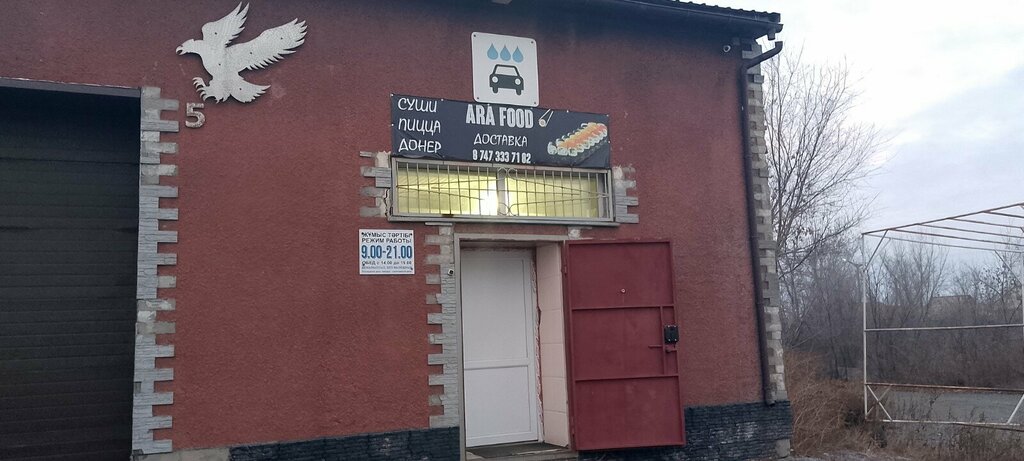 5
СУШИ
ПИЦЦА
ДОНЕР
ARA FOOD
ДОСТАВКА
8 747 333 71 02
ЖҰМЫС ТӘРТІБІ
РЕЖИМ РАБОТЫ
9.00-21.00